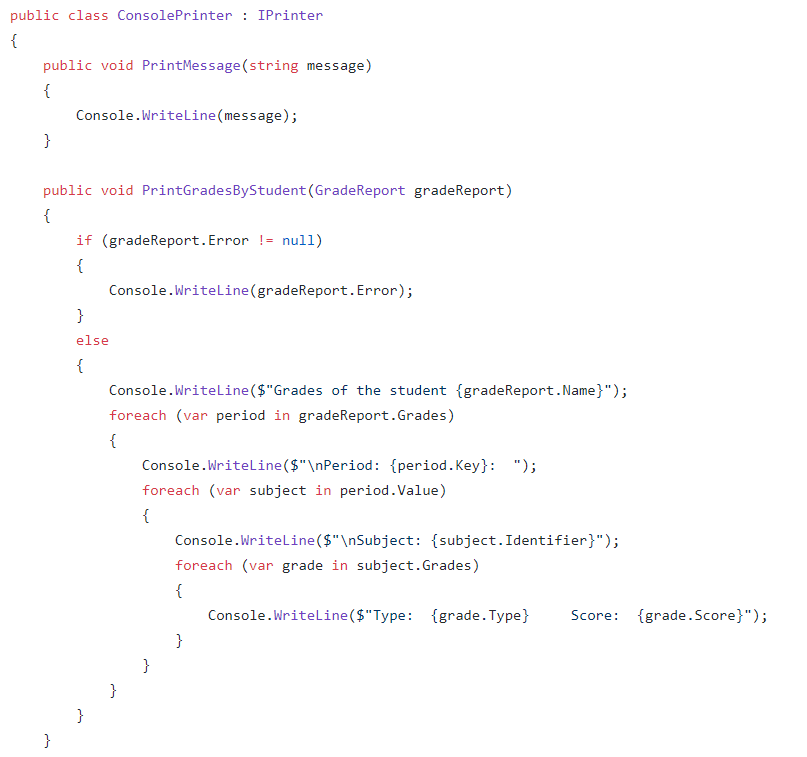 public class ConsolePrinter : IPrinter
{
    public void PrintMessage(string message)
    {
        Console.WriteLine(message);
    }

    public void PrintGradesByStudent(GradeReport gradeReport)
    {
        if (gradeReport.Error != null)
        {
            Console.WriteLine(gradeReport.Error);
        }
        else
        {
            Console.WriteLine($"Grades of the student {gradeReport.Name}");
            foreach (var period in gradeReport.Grades)
            {
                Console.WriteLine($"\nPeriod: {period.Key}:  ");
                foreach (var subject in period.Value)
                {
                    Console.WriteLine($"\nSubject: {subject.Identifier}");
                    foreach (var grade in subject.Grades)
                    {
                        Console.WriteLine($"Type:  {grade.Type}     Score:  {grade.Score}");
                    }
                }
            }
        }
    }